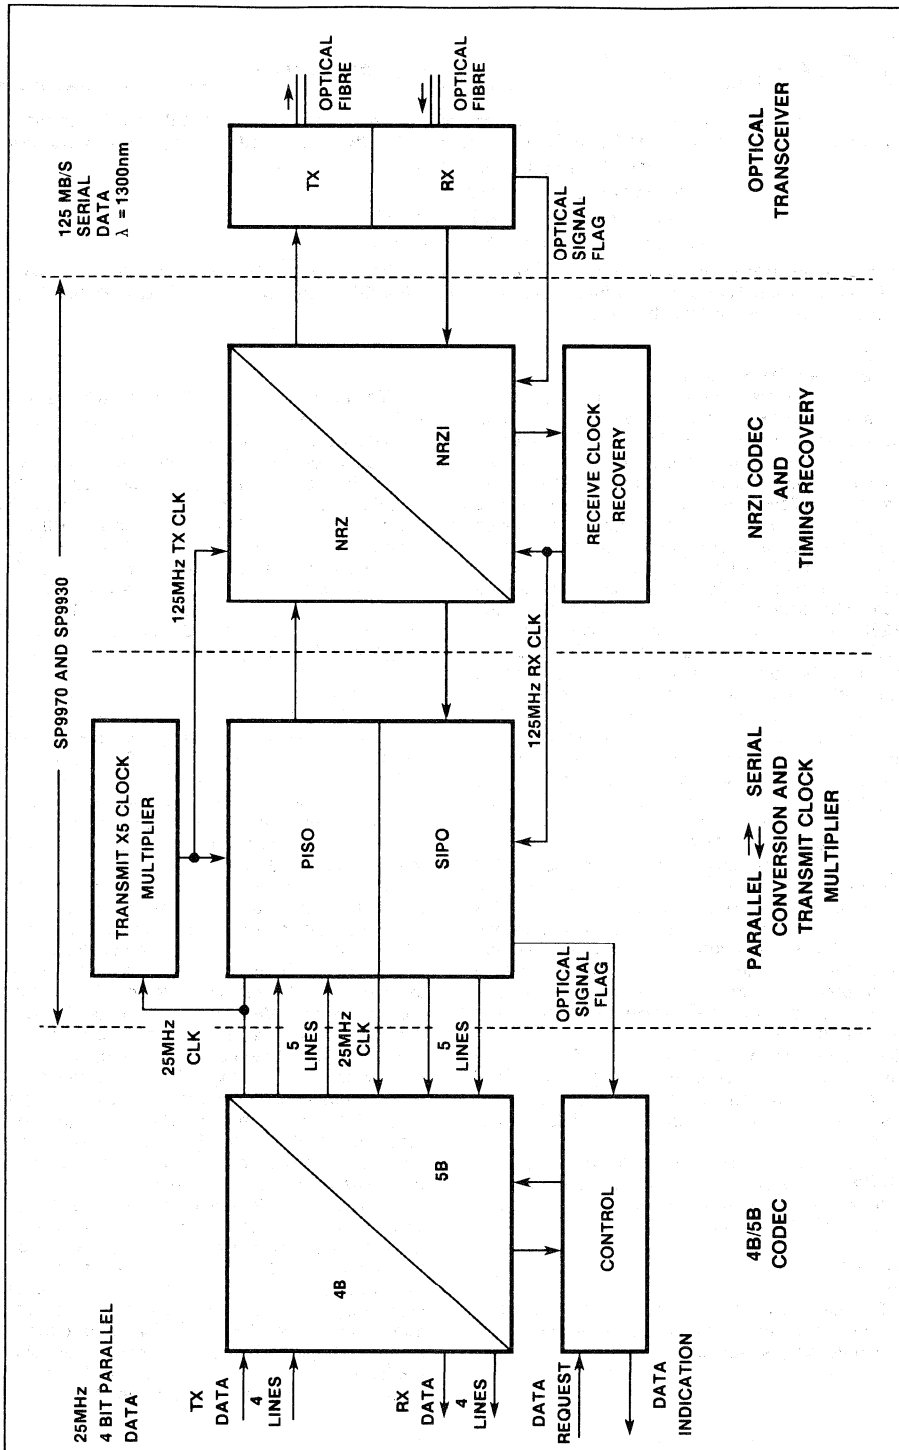 25MHz
4 BIT PARALLEL
DATA
SP9970 AND SP9930
125 MB/S
SERIAL
DATA
λ = 1300nm
TX
DATA
4
LINES
RX
DATA
4
LINES
DATA
REQUEST
DATA
INDICATION
4B
5B
CONTROL
25MHz
CLK
5
LINES
25MHz
CLK
5
LINES
OPTICAL
SIGNAL
FLAG
TRANSMIT X5 CLOCK
MULTIPLIER
PISO
SIPO
125MHz TX CLK
125MHz RX CLK
NRZ
NRZI
RECEIVE CLOCK
RECOVERY
OPTICAL
SIGNAL
FLAG
TX
RX
OPTICAL
FIBRE
OPTICAL
FIBRE
4B/5B
CODEC
PARALLEL ⇄ SERIAL
CONVERSION AND
TRANSMIT CLOCK
MULTIPLIER
NRZI CODEC
AND
TIMING RECOVERY
OPTICAL
TRANSCEIVER